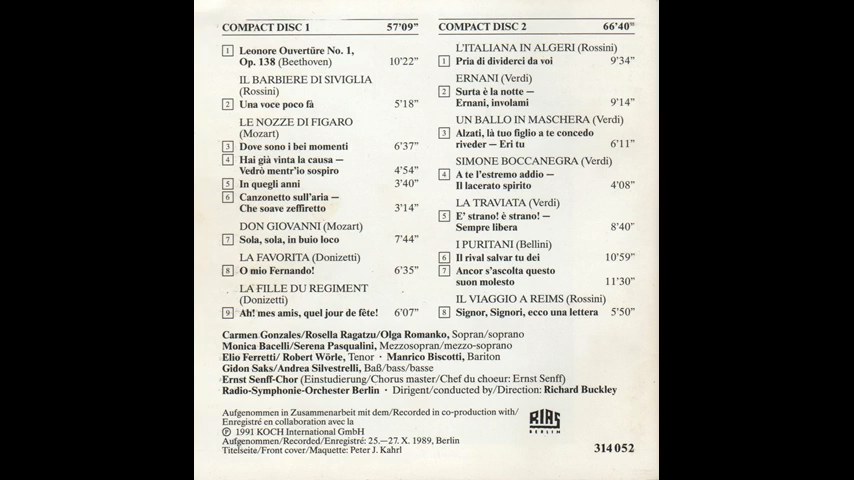 COMPACT DISC 1 57’09”
1 Leonore Ouvertüre No. 1,
Op. 138 (Beethoven) 10’22”
IL BARBIERE DI SIVIGLIA
(Rossini)
2 Una voce poco fà 5’18”
LE NOZZE DI FIGARO
(Mozart)
3 Dove sono i bei momenti 6’37”
4 Hai già vinta la causa –
Vedrò mentr’io sospiro 4’54”
5 In quegli anni 3’40”
6 Canzonetto sull’aria –
Che soave zeffiretto 3’14”
DON GIOVANNI (Mozart)
7 Sola, sola, in buio loco 7’44”
LA FAVORITA (Donizetti)
8 O mio Fernando! 6’35”
LA FILLE DU REGIMENT
(Donizetti)
9 Ah! mes amis, quel jour de fête! 6’07”
COMPACT DISC 2 66’40”
L’ITALIANA IN ALGERI (Rossini)
1 Pria di dividerci da voi 9’34”
ERNANI (Verdi)
2 Surta è la notte –
Ernani, involami 9’14”
UN BALLO IN MASCHERA (Verdi)
3 Alzati, là tuo figlio a te concedo
riveder – Eri tu 6’11”
SIMONE BOCCANEGRA (Verdi)
4 A te l’estremo addio –
Il lacerato spirito 4’08”
LA TRAVIATA (Verdi)
5 E’ strano! è strano! –
Sempre libera 8’40”
I PURITANI (Bellini)
6 Il rival salvar tu dei 10’59”
7 Ancor s’ascolta questo
suon molesto 11’30”
IL VIAGGIO A REIMS (Rossini)
8 Signor, Signori, ecco una lettera 5’50”
Carmen Gonzales/Rosella Ragatzu/Olga Romanko, Sopran/soprano
Monica Bacelli/Serena Pasqualini, Mezzosopran/mezzo-soprano
Elio Ferretti/ Robert Wörle, Tenor · Manrico Biscotti, Bariton
Gidon Saks/Andrea Silvestrelli, Baß/bass/basse
Ernst Senff-Chor (Einstudierung/Chorus master/Chef du choeur: Ernst Senff)
Radio-Symphonie-Orchester Berlin · Dirigent/conducted by/Direction: Richard Buckley
Aufgenommen in Zusammenarbeit mit dem/Recorded in co-production with/
Enregistré en collaboration avec la
℗ 1991 KOCH International GmbH
Aufgenommen/Recorded/Enregistré: 25.—27. X. 1989, Berlin
Titelseite/Front cover/Maquette: Peter J. Kahrl
RIAS
BERLIN
314 052